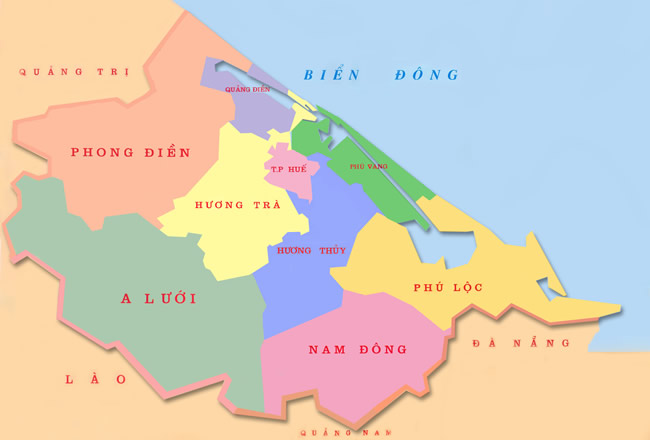 QUẢNG TRỊ
BIỂN ĐÔNG
QUẢNG ĐIỀN
PHONG ĐIỀN
T.P HUẾ
PHÚ VANG
HƯƠNG TRÀ
HƯƠNG THỦY
A LƯỚI
PHÚ LỘC
NAM ĐÔNG
ĐÀ NẴNG
LÀO
QUẢNG NAM